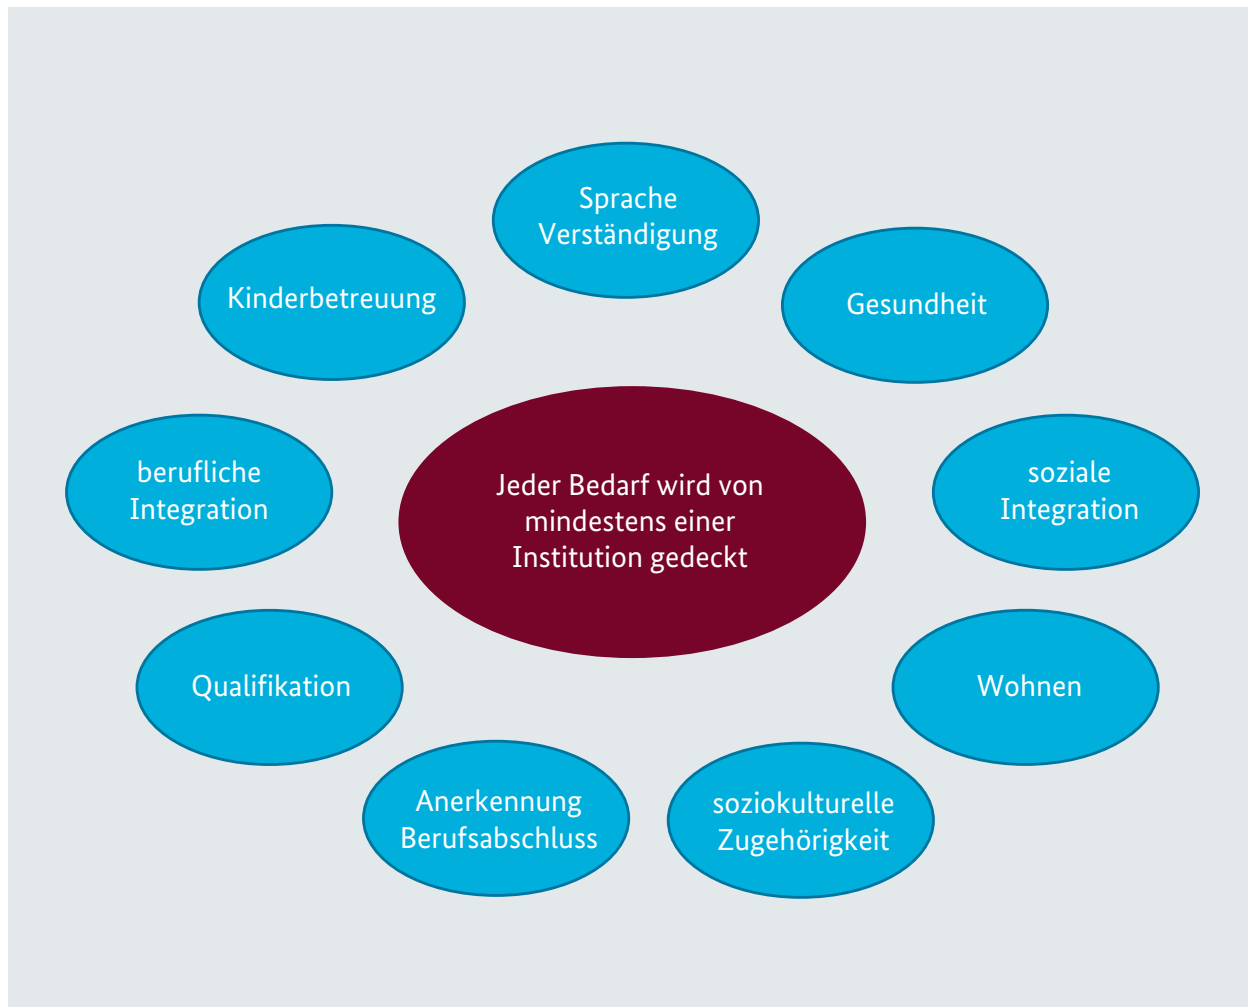 Sprache
Verständigung
Kinderbetreuung
Gesundheit
berufliche
Integration
Jeder Bedarf wird von
mindestens einer
Institution gedeckt
soziale
Integration
Qualifikation
Wohnen
Anerkennung
Berufsabschluss
soziokulturelle
Zugehörigkeit